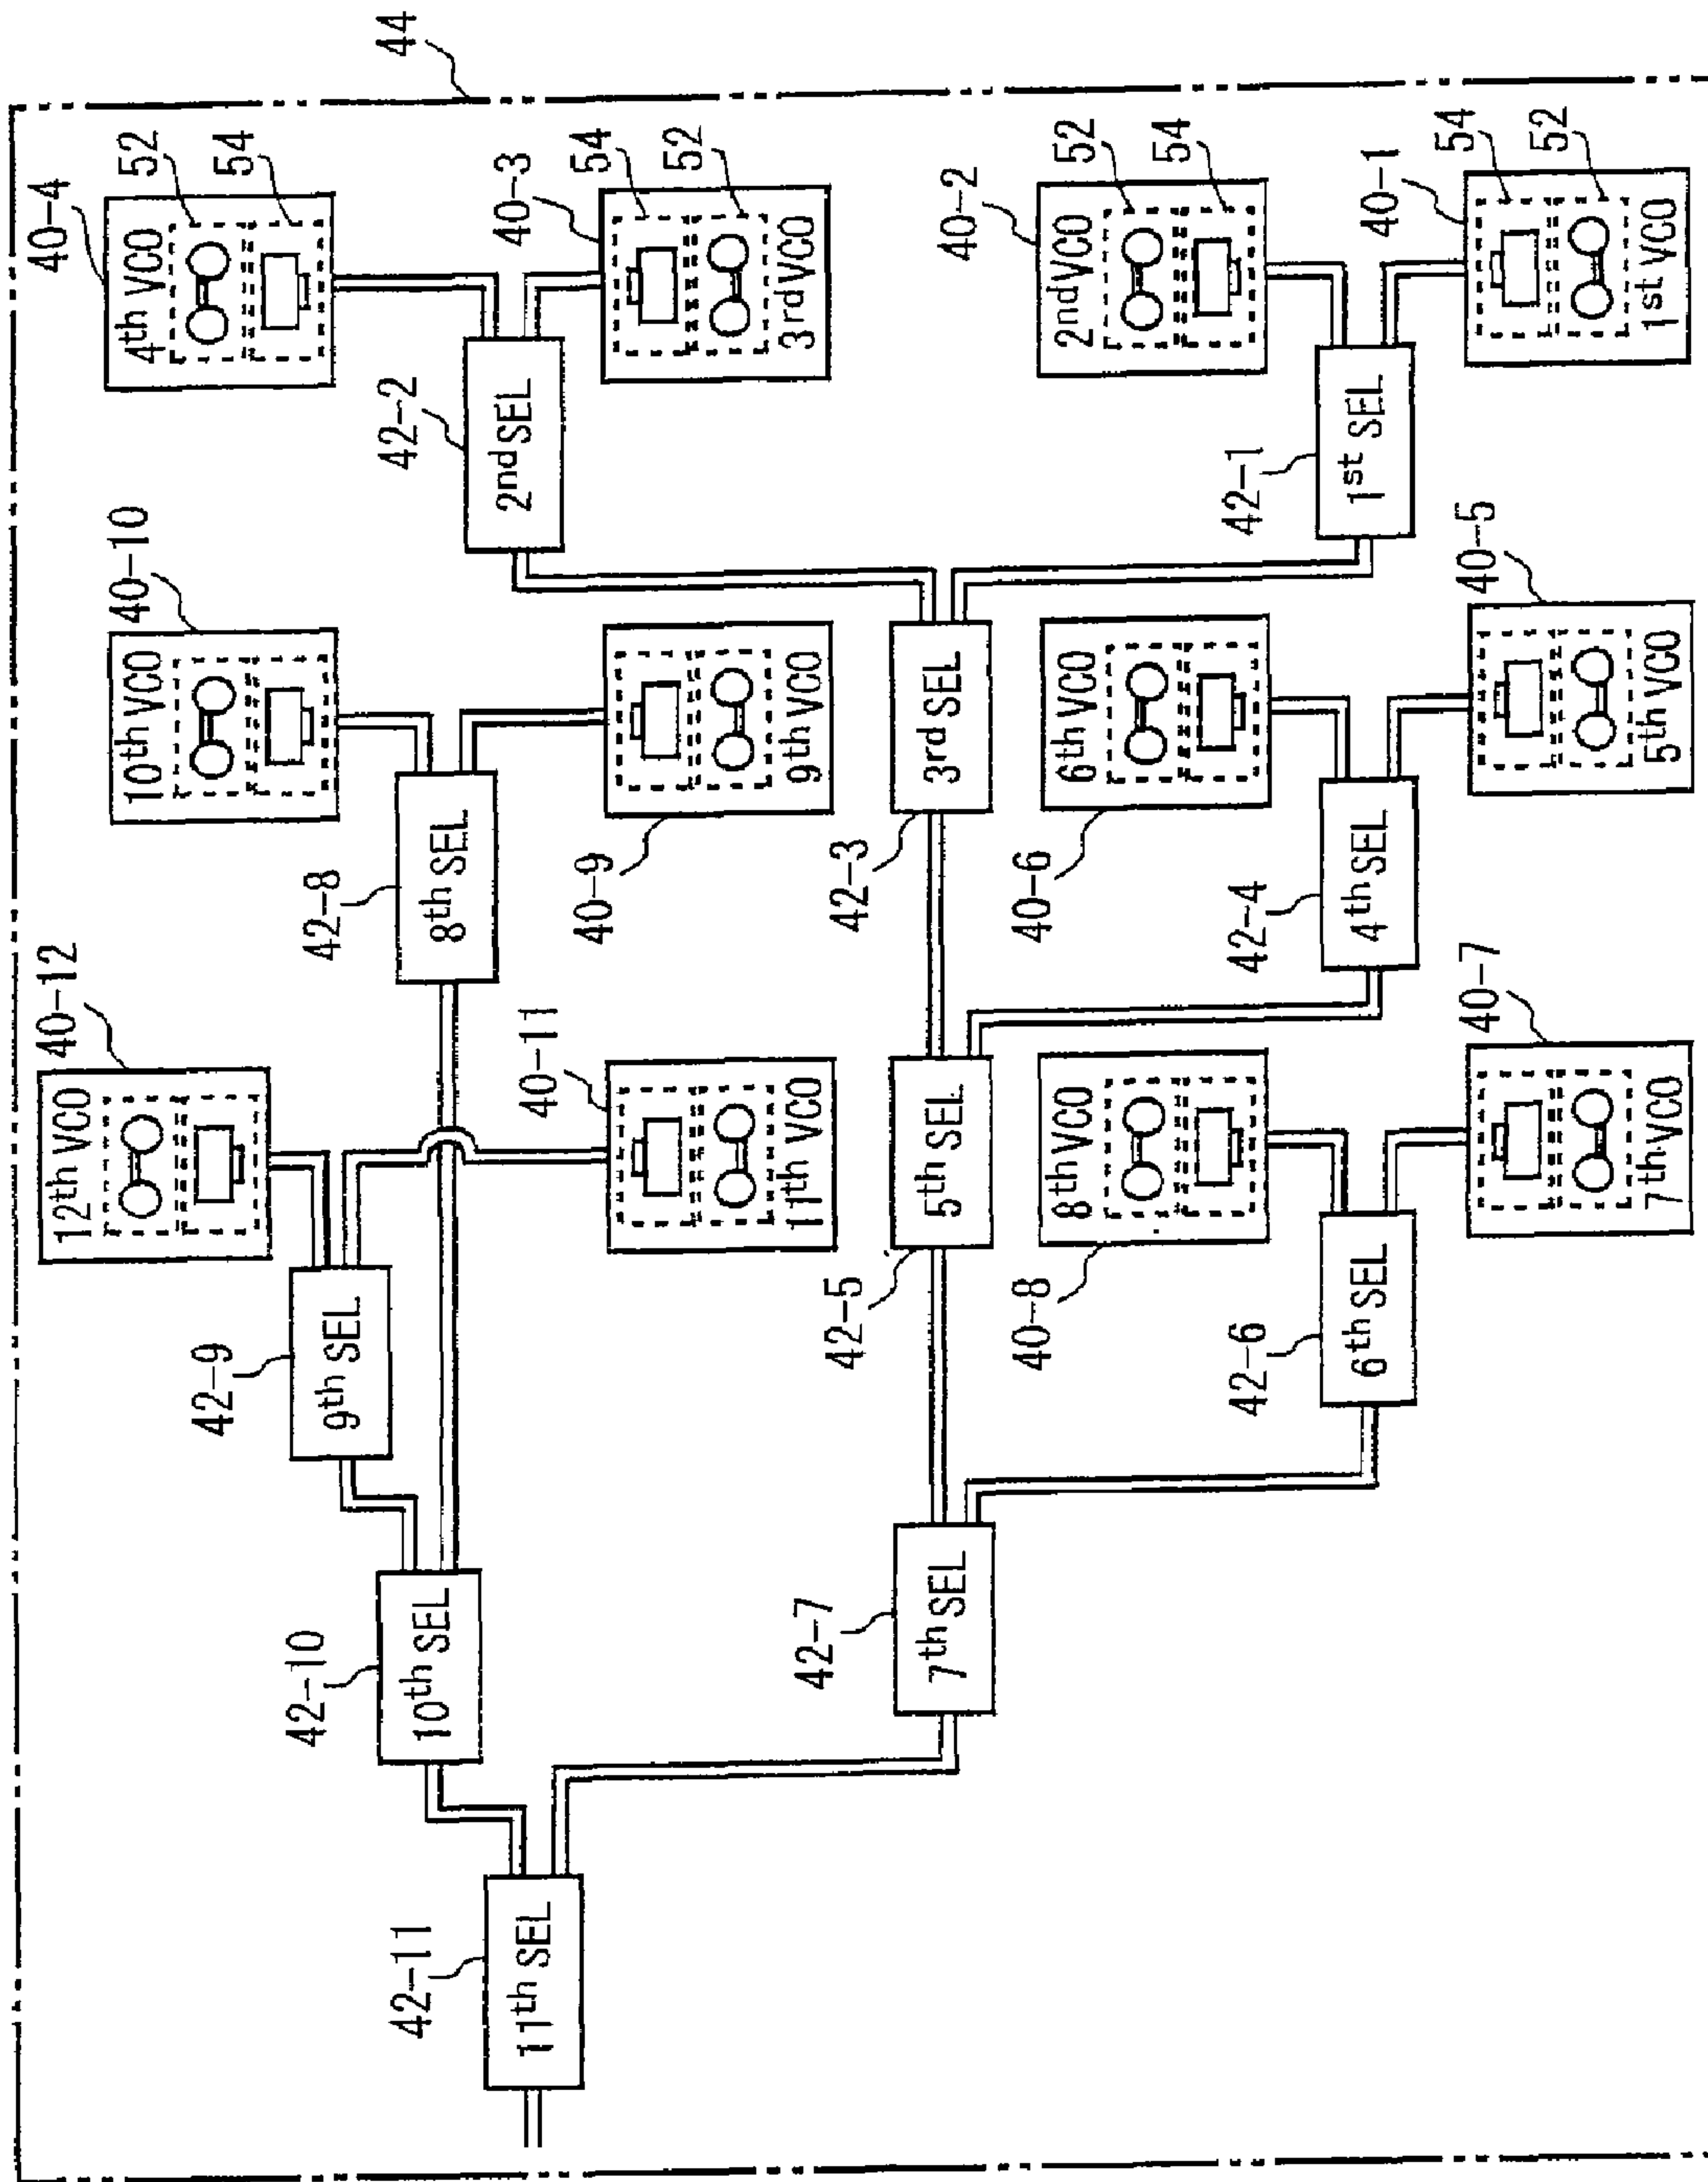 44
40-4
4th VCO
52
54
40-3
54
52
3rd VCO
42-2
2nd SEL
40-2
2nd VCO
52
54
40-1
54
52
1st VCO
42-1
1st SEL
40-10
10th VCO
42-8
8th SEL
9th VCO
40-9
3rd SEL
42-3
6th VCO
40-6
40-5
5th VCO
42-4
4th SEL
40-12
12th VCO
42-9
9th SEL
40-11
11th VCO
5th SEL
42-5
8th VCO
40-8
40-7
7th VCO
42-6
6th SEL
42-10
10th SEL
42-7
7th SEL
42-11
11th SEL